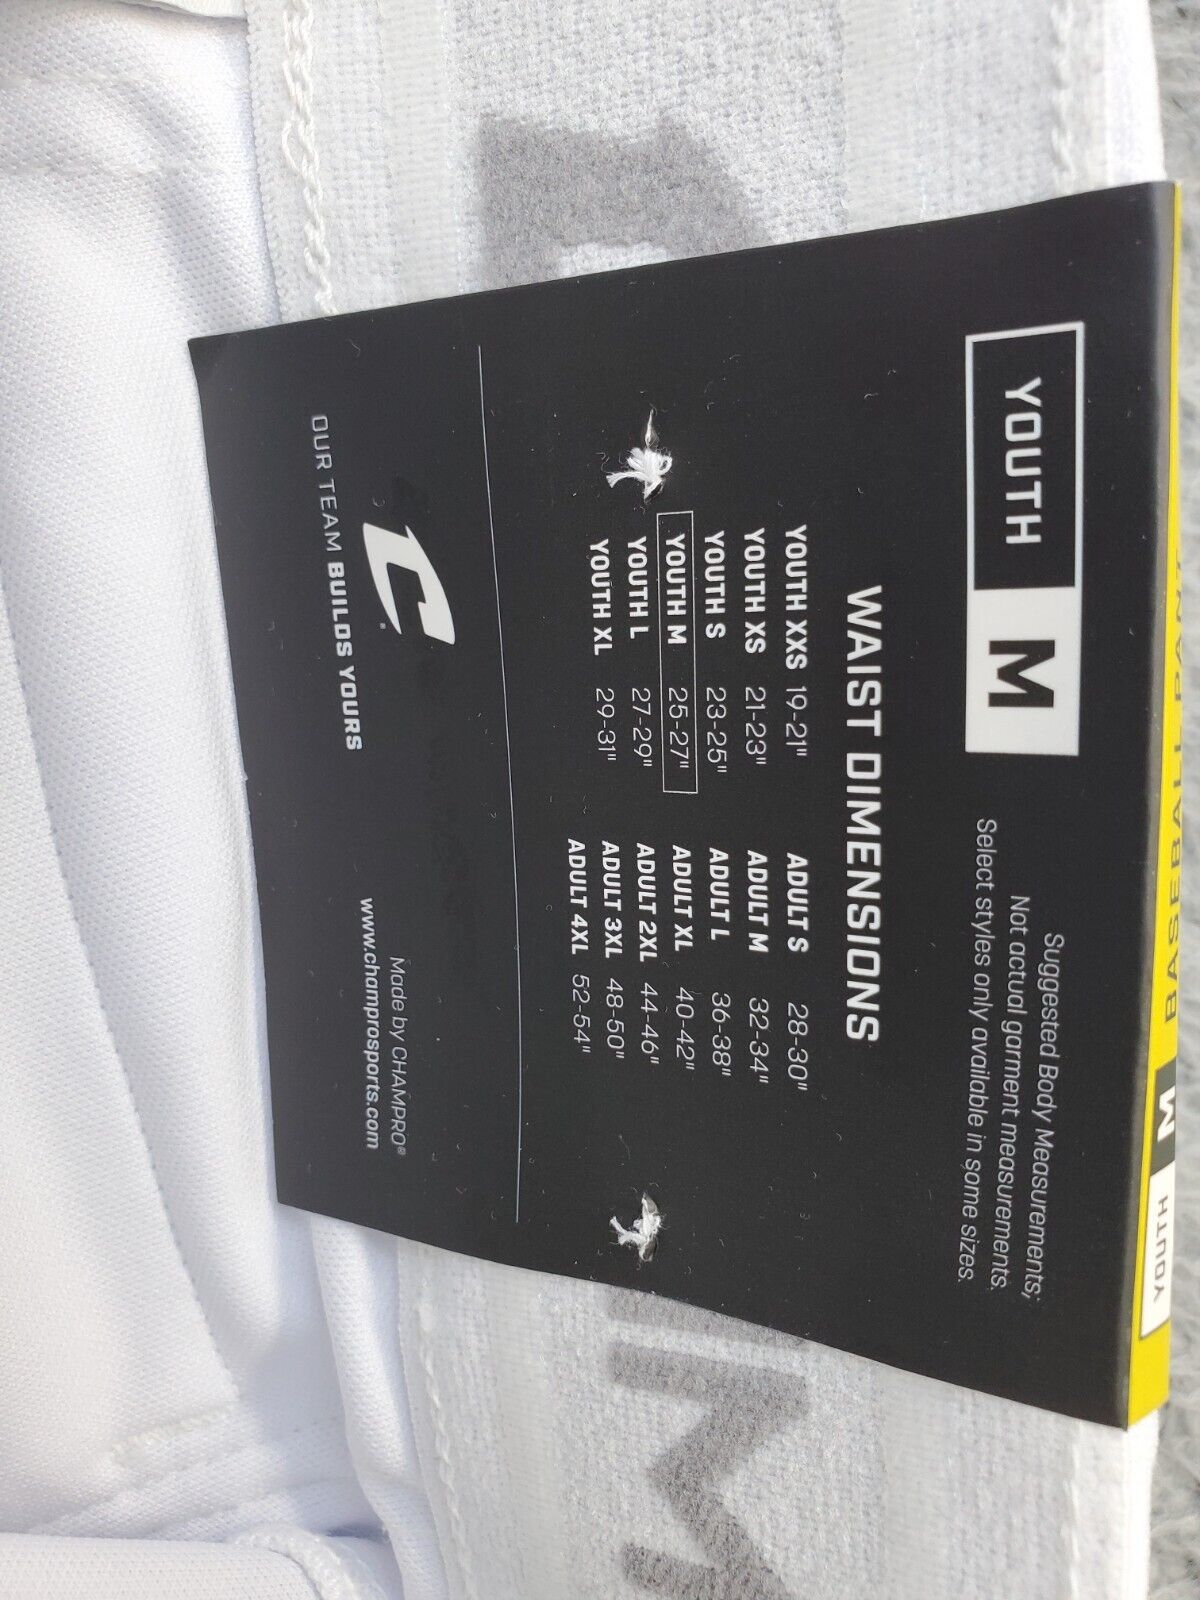 BASEBALL PANT
M
YOUTH
YOUTH M
Suggested Body Measurements;
Not actual garment measurements.
Select styles only available in some sizes.
WAIST DIMENSIONS
YOUTH XXS 19-21"
YOUTH XS 21-23"
YOUTH S 23-25"
YOUTH M 25-27"
YOUTH L 27-29"
YOUTH XL 29-31"
ADULT S 28-30"
ADULT M 32-34"
ADULT L 36-38"
ADULT XL 40-42"
ADULT 2XL 44-46"
ADULT 3XL 48-50"
ADULT 4XL 52-54"
C®
OUR TEAM BUILDS YOURS
Made by CHAMPRO®
www.champrosports.com